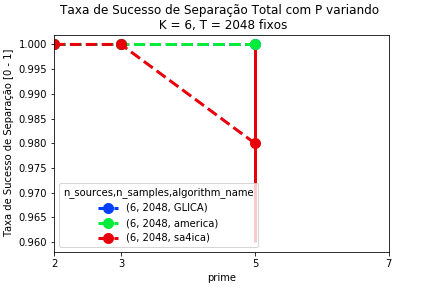 Taxa de Sucesso de Separação Total com P variando
K = 6, T = 2048 fixos
Taxa de Sucesso de Separação [0 - 1]
1.000
0.995
0.990
0.985
0.980
0.975
0.970
0.965
0.960
n_sources,n_samples,algorithm_name
(6, 2048, GLICA)
(6, 2048, america)
(6, 2048, sa4ica)
2 3 5 7
prime